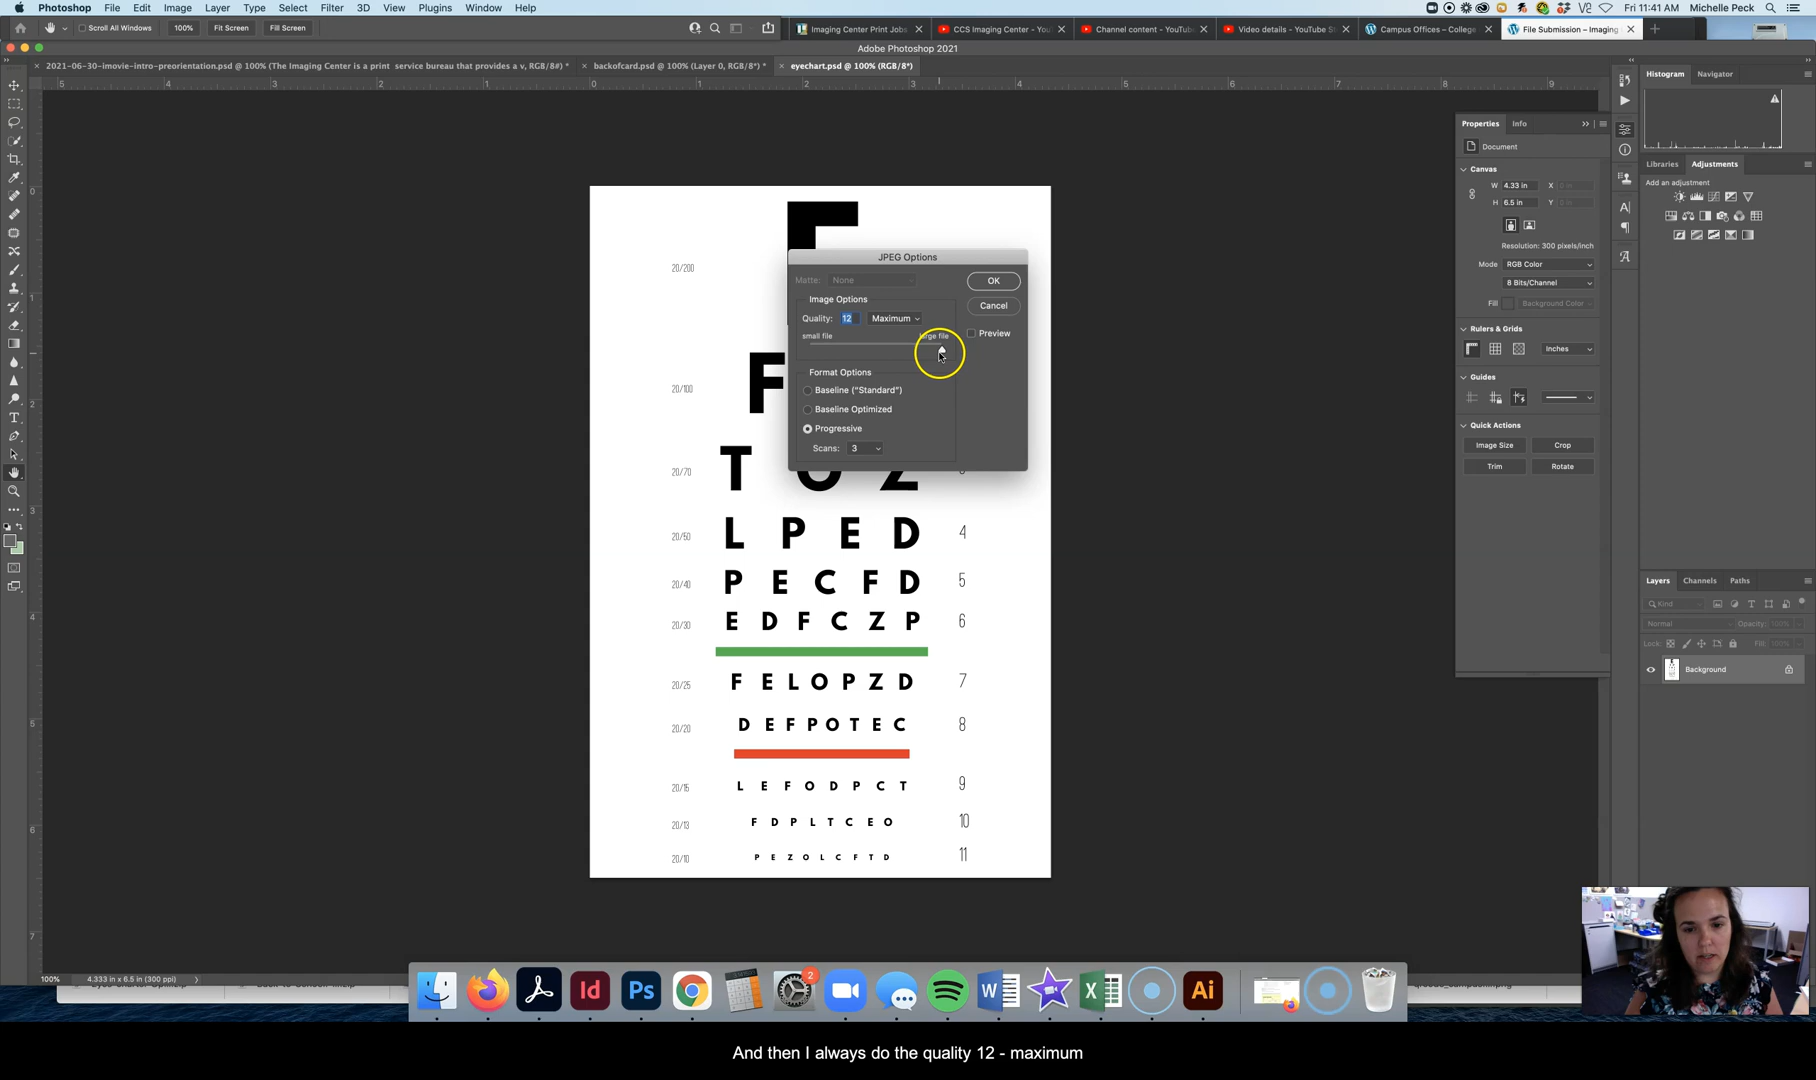 Photoshop File Edit Image Layer Type Select Filter 3D View Plugins Window Help Fri 11:41 AM Michelle Peck
Scroll All Windows 100% Fit Screen Fill Screen Imaging Center Print Jobs CCS Imaging Center - You Channel content - YouTube Video details - YouTube St Campus Offices – College File Submission – Imaging
Adobe Photoshop 2021
2021-06-30-imovie-intro-preorientation.psd @ 100% (The Imaging Center is a print service bureau that provides a v, RGB/8#) * backofcard.psd @ 100% (Layer 0, RGB/8*) * eyechart.psd @ 100% (RGB/8*)
Histogram Navigator
Properties Info
Document
Canvas
W 4.33 in X 0 in
H 6.5 in Y 0 in
Resolution: 300 pixels/inch
Mode RGB Color
8 Bits/Channel
Fill Background Color
Rulers & Grids
Inches
Guides
Quick Actions
Image Size Crop
Trim Rotate
Libraries Adjustments
Add an adjustment
Layers Channels Paths
Kind
Normal Opacity: 100%
Lock: Fill: 100%
Background
JPEG Options
Matte: None OK
Image Options Cancel
Quality: 12 Maximum
small file large file Preview
Format Options
Baseline ("Standard")
Baseline Optimized
Progressive
Scans: 3
20/200
20/100 F
20/70 T O Z
20/50 L P E D 4
20/40 P E C F D 5
20/30 E D F C Z P 6
20/25 F E L O P Z D 7
20/20 D E F P O T E C 8
20/15 L E F O D P C T 9
20/13 F D P L T C E O 10
20/10 P E Z O L C F T D 11
100% 4.333 in x 6.5 in (300 ppi)
And then I always do the quality 12 - maximum